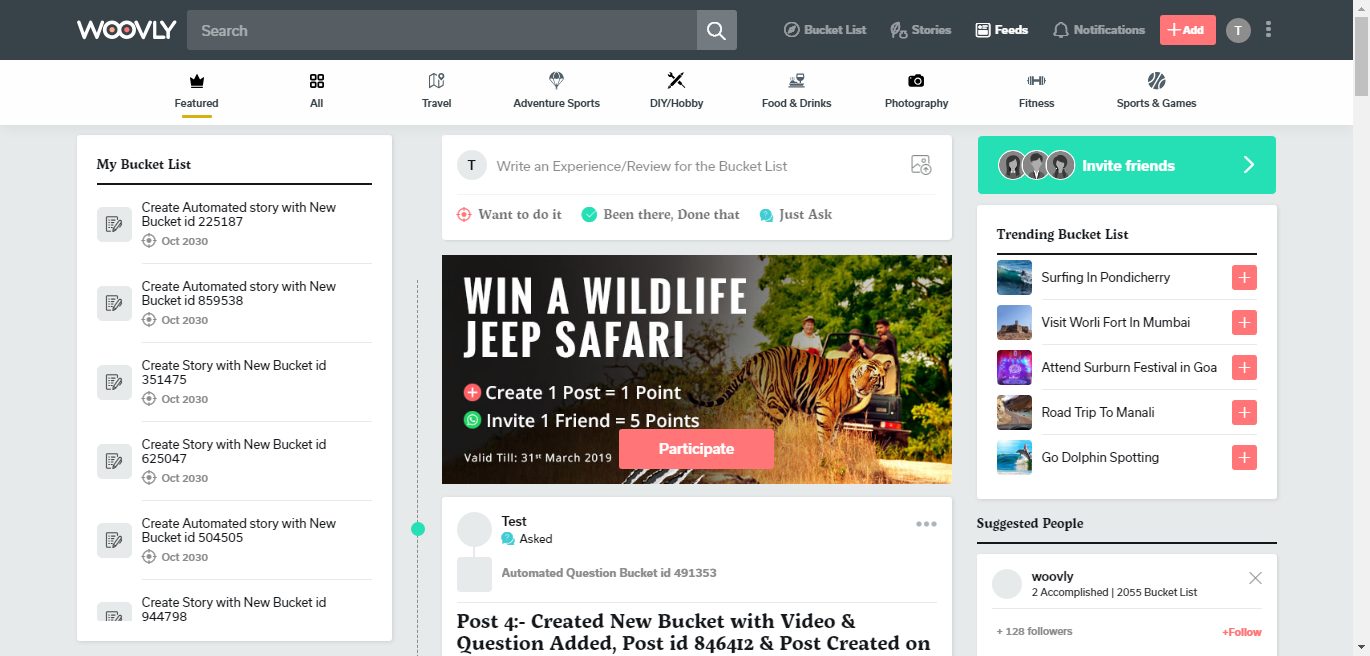 WOOVLY
Search
Bucket List
Stories
Feeds
Notifications
+Add
T
Featured
All
Travel
Adventure Sports
DIY/Hobby
Food & Drinks
Photography
Fitness
Sports & Games
My Bucket List
Create Automated story with New
Bucket id 225187
Oct 2030
Create Automated story with New
Bucket id 859538
Oct 2030
Create Story with New Bucket id
351475
Oct 2030
Create Story with New Bucket id
625047
Oct 2030
Create Automated story with New
Bucket id 504505
Oct 2030
Create Story with New Bucket id
944798
T
Write an Experience/Review for the Bucket List
Want to do it
Been there, Done that
Just Ask
WIN A WILDLIFE
JEEP SAFARI
Create 1 Post = 1 Point
Invite 1 Friend = 5 Points
Valid Till: 31st March 2019
Participate
Test
Asked
Automated Question Bucket id 491353
Post 4:- Created New Bucket with Video &
Question Added, Post id 846412 & Post Created on
Invite friends
Trending Bucket List
Surfing In Pondicherry
Visit Worli Fort In Mumbai
Attend Surburn Festival in Goa
Road Trip To Manali
Go Dolphin Spotting
Suggested People
woovly
2 Accomplished | 2055 Bucket List
+ 128 followers
+Follow